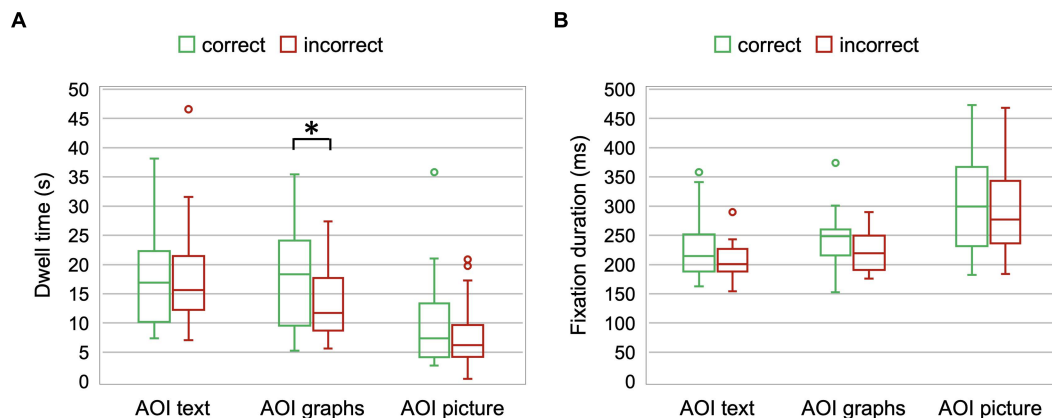 A
correct incorrect
Dwell time (s)
50
45
40
35
30
25
20
15
10
5
0
*
AOI text AOI graphs AOI picture
B
correct incorrect
Fixation duration (ms)
500
450
400
350
300
250
200
150
100
50
0
AOI text AOI graphs AOI picture